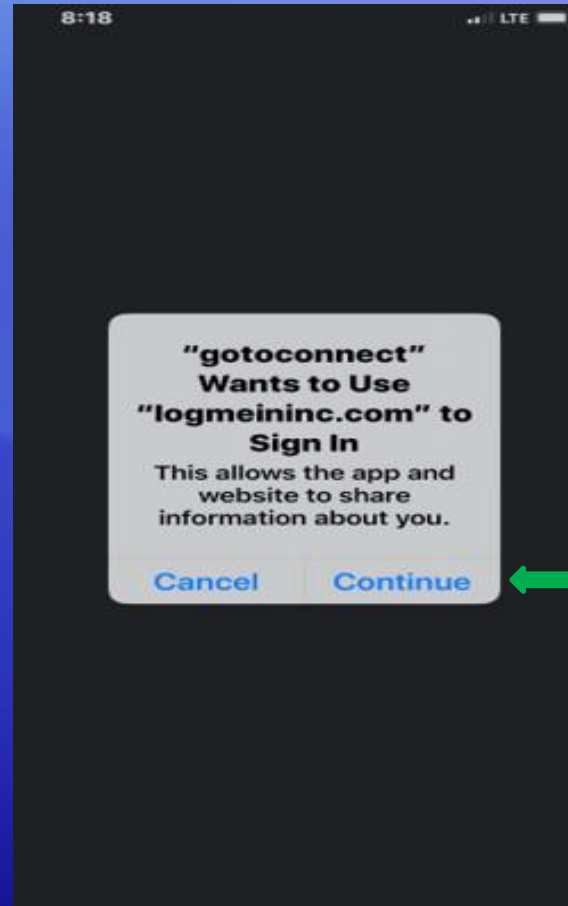 8:18 LTE
"gotoconnect"
Wants to Use
"logmeininc.com" to
Sign In
This allows the app and
website to share
information about you.
Cancel Continue